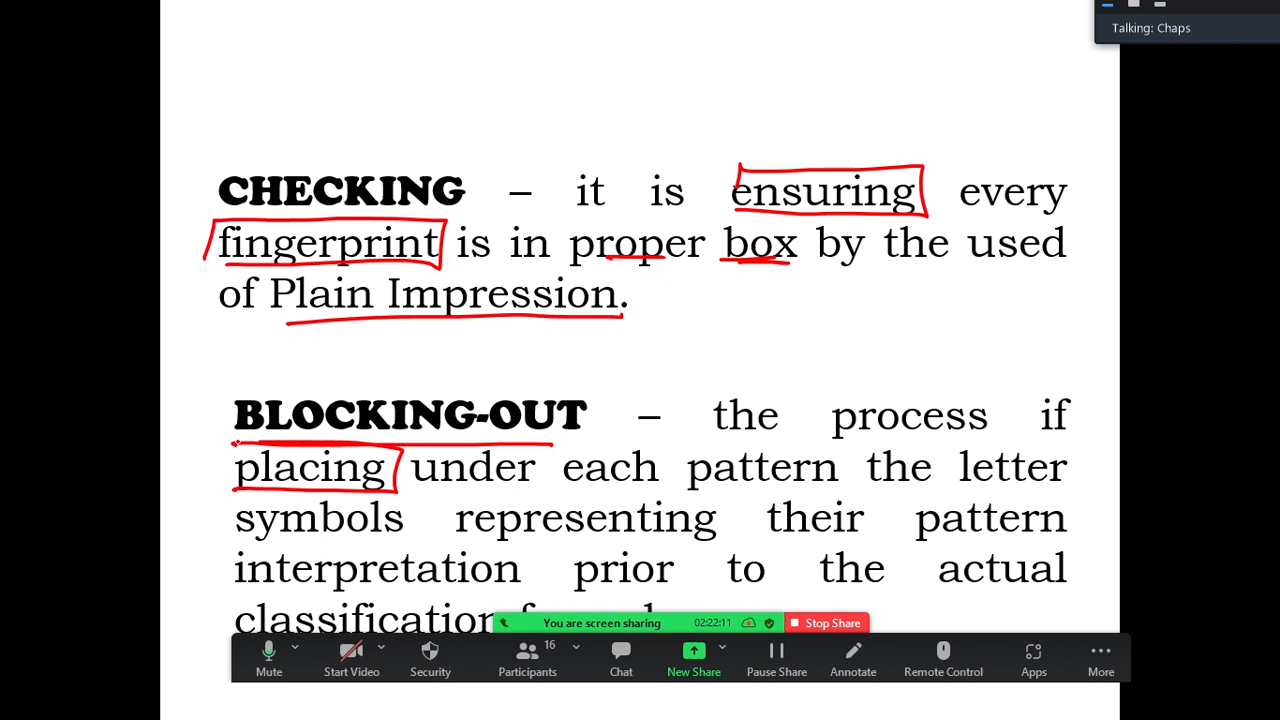 Talking: Chaps
CHECKING – it is ensuring every
fingerprint is in proper box by the used
of Plain Impression.
BLOCKING-OUT – the process if
placing under each pattern the letter
symbols representing their pattern
interpretation prior to the actual
classification
You are screen sharing 02:22:11 Stop Share
16
Mute Start Video Security Participants Chat New Share Pause Share Annotate Remote Control Apps More